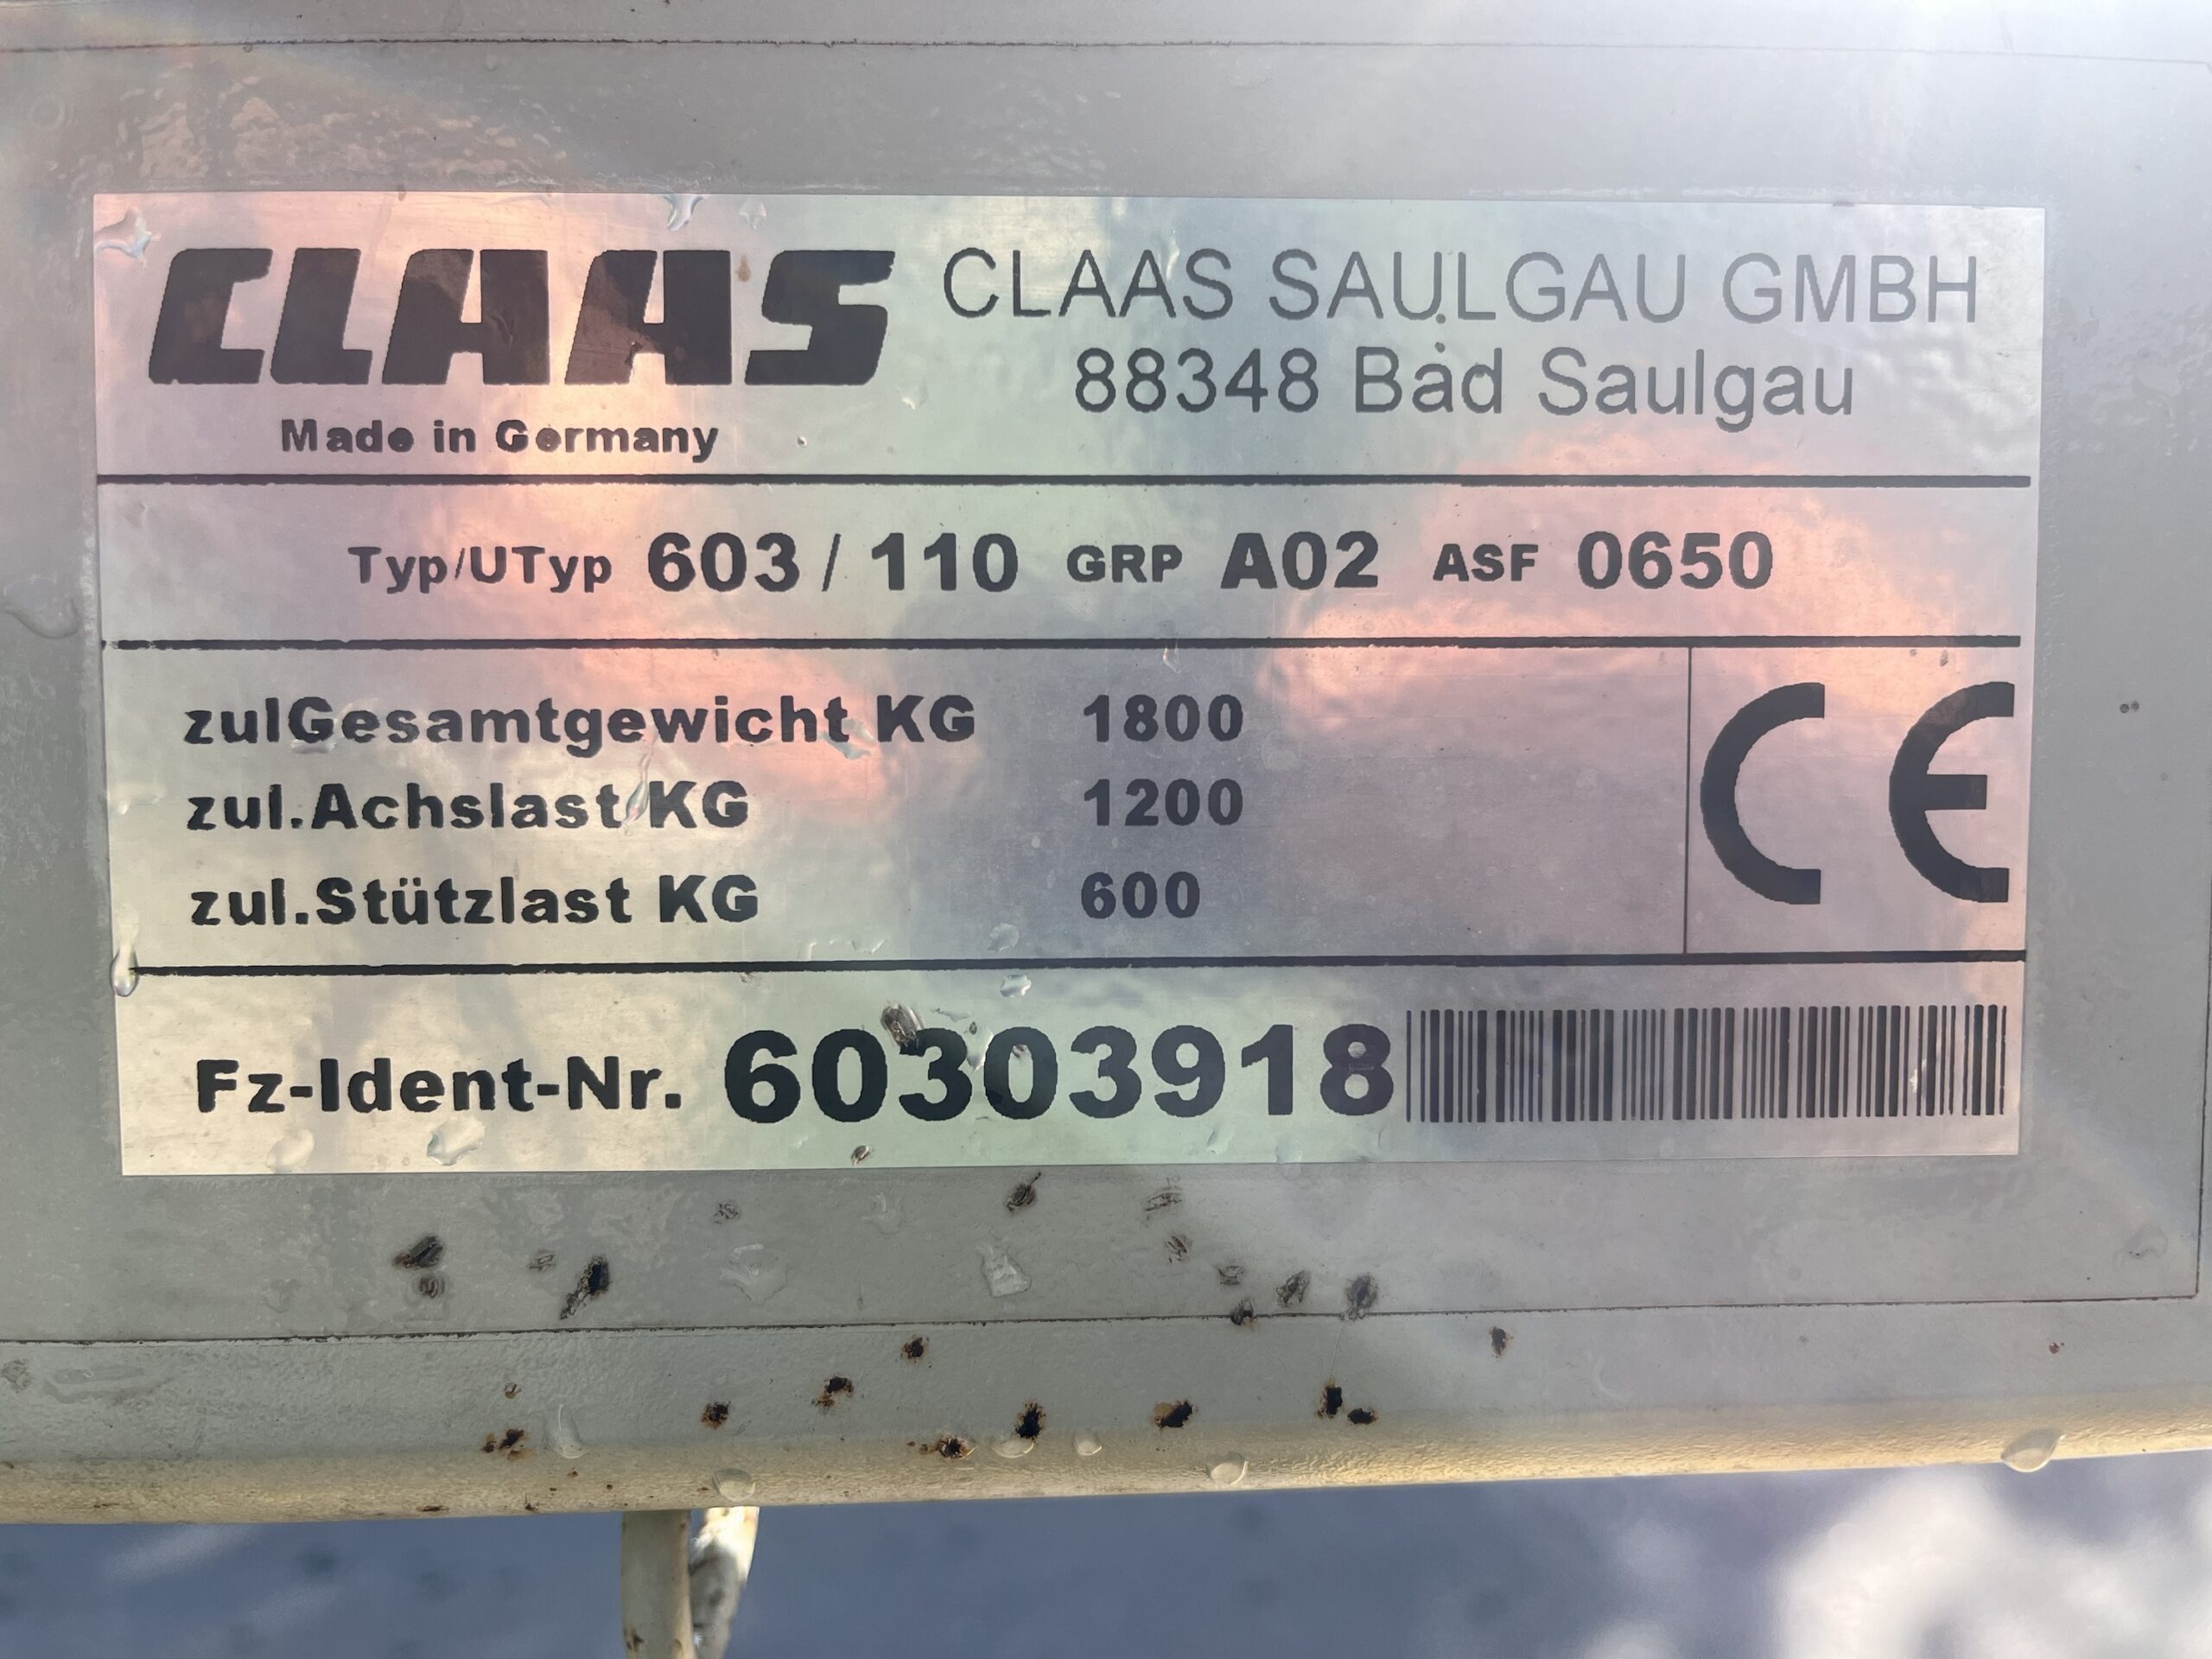 CLAAS CLAAS SAULGAU GMBH
88348 Bad Saulgau
Made in Germany
Typ/UTyp 603 / 110 GRP A02 ASF 0650
zulGesamtgewicht KG 1800
zul.Achslast KG 1200
zul.Stützlast KG 600
CE
Fz-Ident-Nr. 60303918